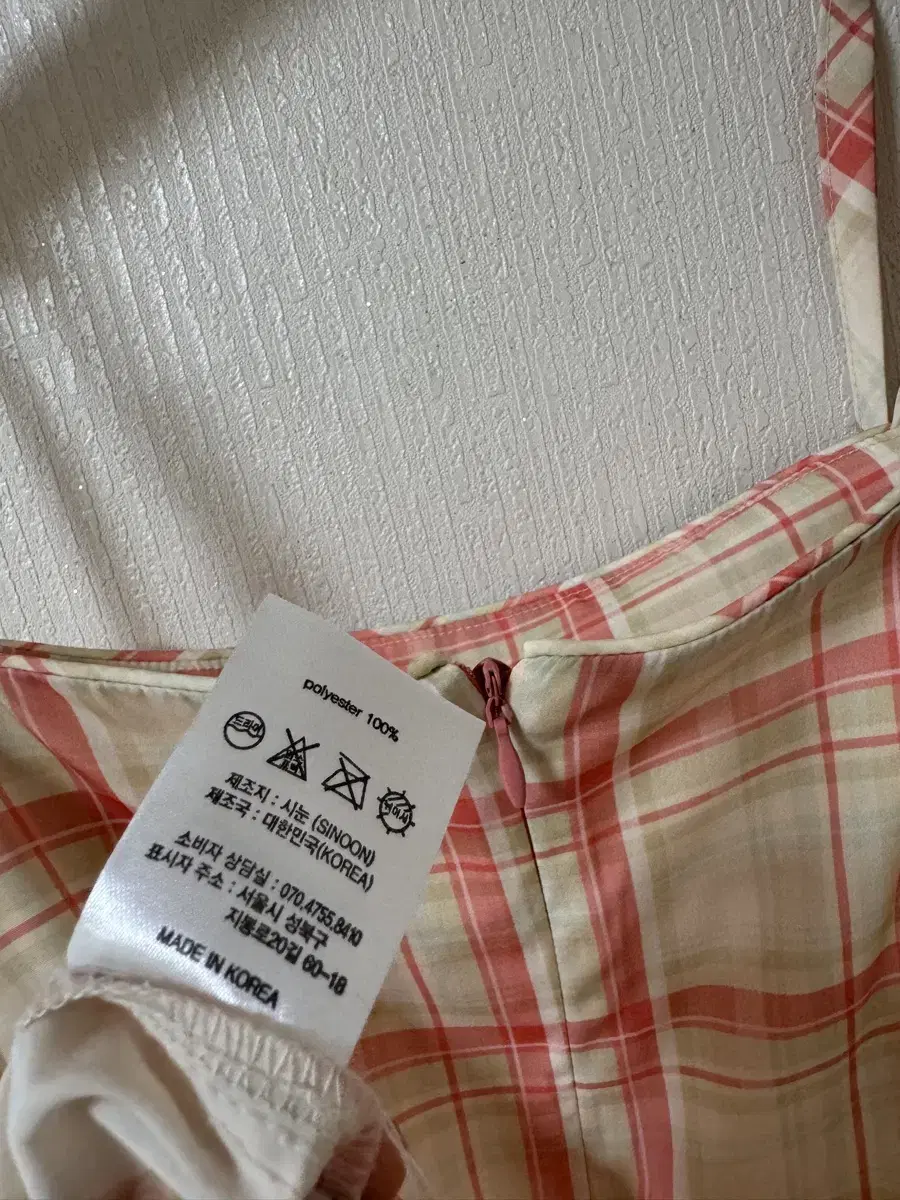 polyester 100%
드라이
제조지 : 시눈 (SINOON)
제조국 : 대한민국(KOREA)
소비자 상담실 : 070.4755.8410
표시자 주소 : 서울시 성북구
지봉로20길 60-18
MADE IN KOREA